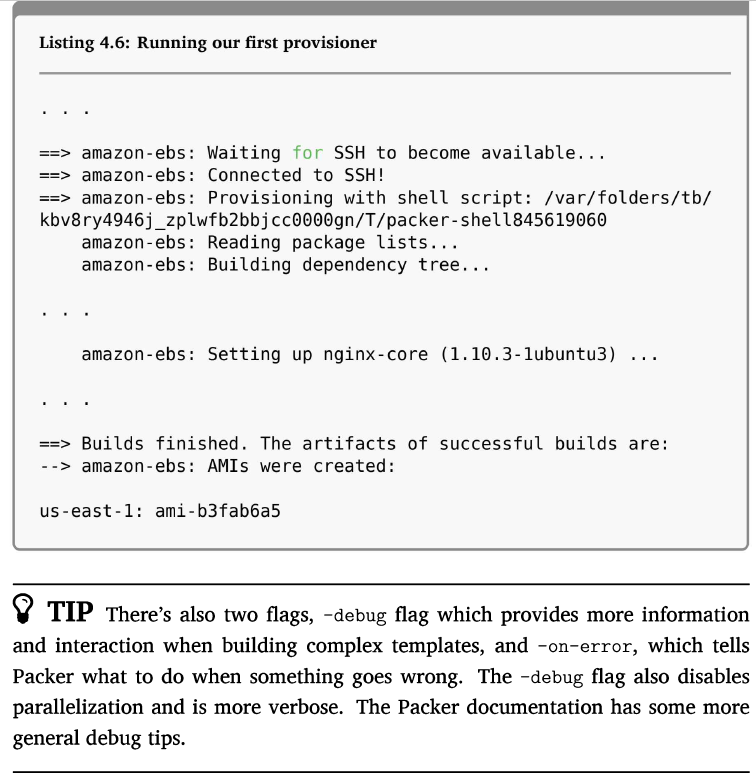 Listing 4.6: Running our first provisioner
. . .
==> amazon-ebs: Waiting for SSH to become available...
==> amazon-ebs: Connected to SSH!
==> amazon-ebs: Provisioning with shell script: /var/folders/tb/
kbv8ry4946j_zplwfb2bbjcc0000gn/T/packer-shell845619060
    amazon-ebs: Reading package lists...
    amazon-ebs: Building dependency tree...
. . .
    amazon-ebs: Setting up nginx-core (1.10.3-1ubuntu3) ...
. . .
==> Builds finished. The artifacts of successful builds are:
--> amazon-ebs: AMIs were created:
us-east-1: ami-b3fab6a5
TIP There's also two flags, -debug flag which provides more information
and interaction when building complex templates, and -on-error, which tells
Packer what to do when something goes wrong. The -debug flag also disables
parallelization and is more verbose. The Packer documentation has some more
general debug tips.